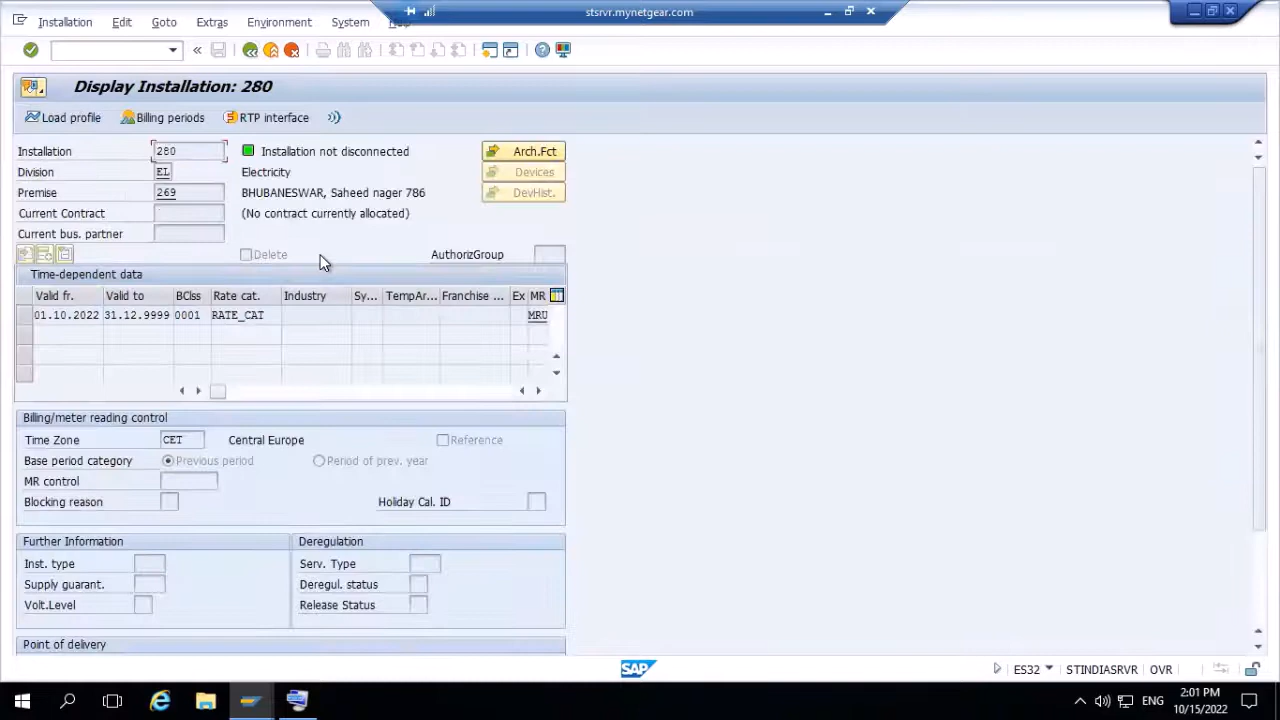 stsrvr.mynetgear.com
Installation Edit Goto Extras Environment System
Display Installation: 280
Load profile Billing periods RTP interface
Installation 280 Installation not disconnected Arch.Fct
Division EL Electricity Devices
Premise 269 BHUBANESWAR, Saheed nager 786 DevHist.
Current Contract (No contract currently allocated)
Current bus. partner
Delete AuthorizGroup
Time-dependent data
Valid fr. Valid to BClss Rate cat. Industry Sy... TempAr... Franchise ... Ex MR
01.10.2022 31.12.9999 0001 RATE_CAT MRU
Billing/meter reading control
Time Zone CET Central Europe Reference
Base period category Previous period Period of prev. year
MR control
Blocking reason Holiday Cal. ID
Further Information Deregulation
Inst. type Serv. Type
Supply guarant. Deregul. status
Volt.Level Release Status
Point of delivery
SAP ES32 STINDIASRVR OVR
ENG 2:01 PM
10/15/2022